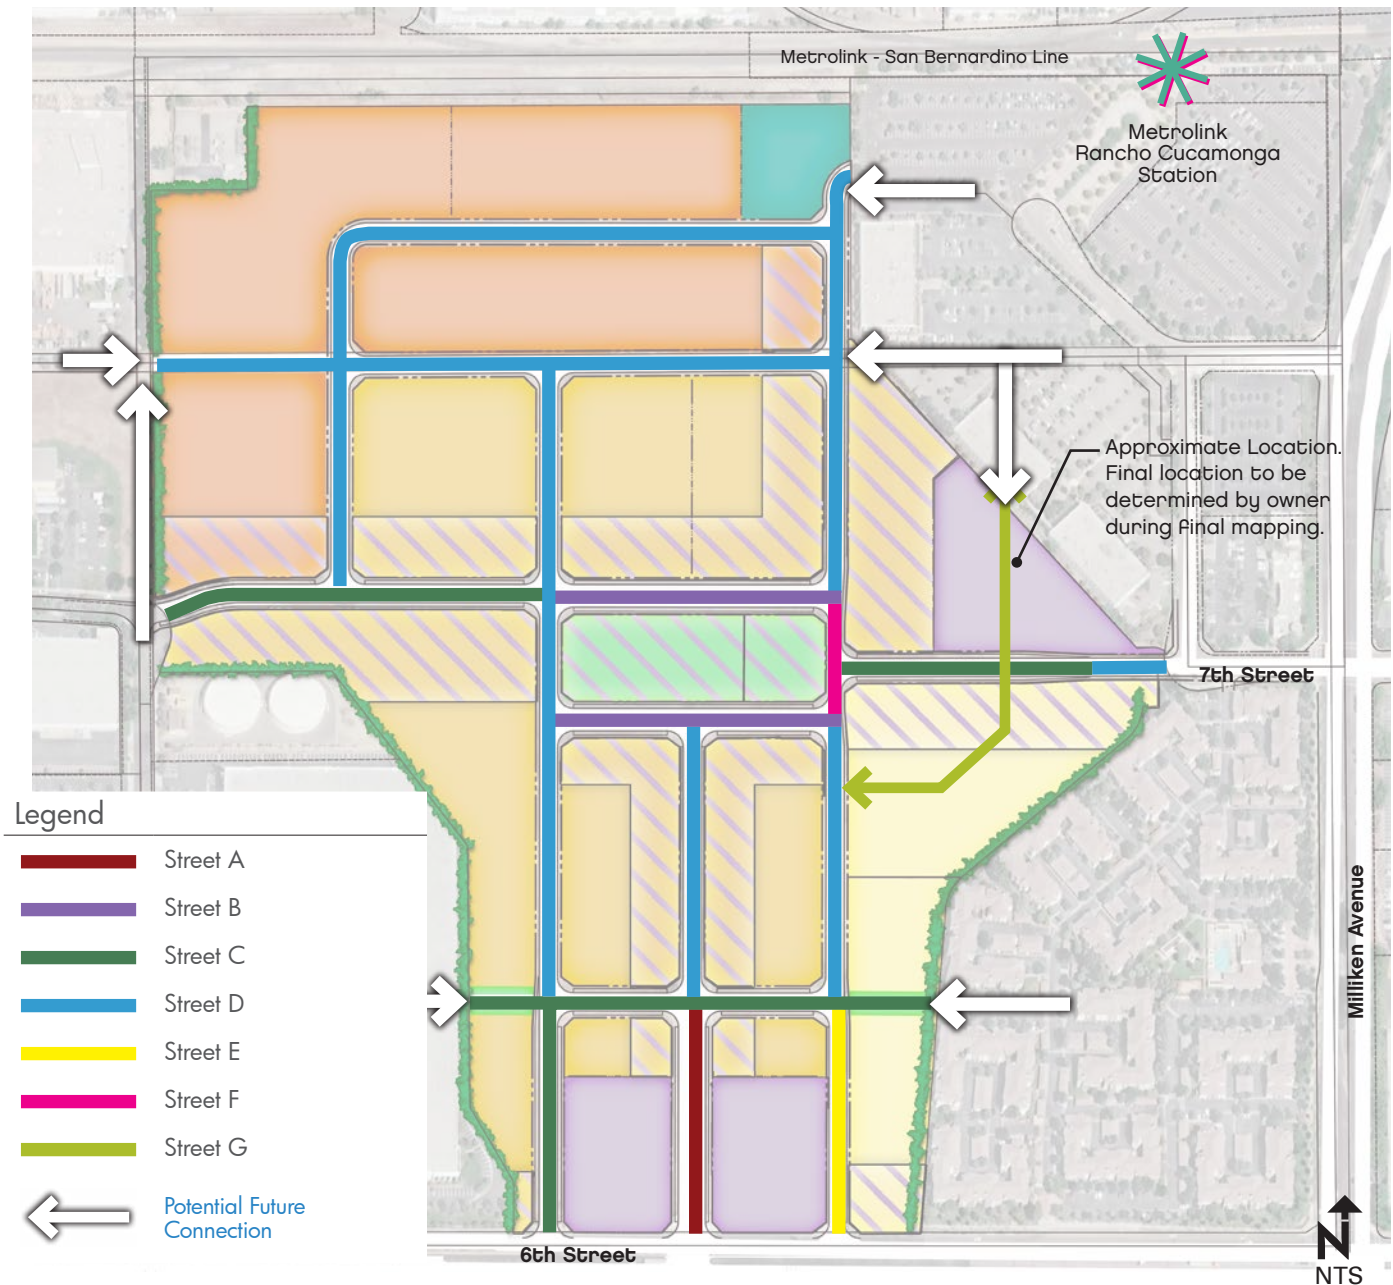 Metrolink - San Bernardino Line
Metrolink
Rancho Cucamonga
Station
Approximate Location.
Final location to be
determined by owner
during final mapping.
7th Street
Milliken Avenue
Legend
Street A
Street B
Street C
Street D
Street E
Street F
Street G
Potential Future
Connection
6th Street
N
NTS